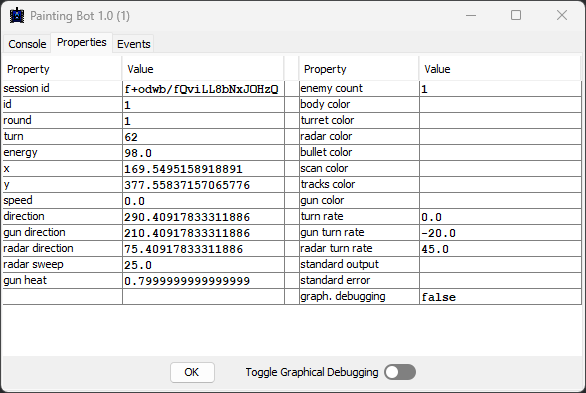 Painting Bot 1.0 (1)
Console Properties Events
Property Value Property Value
session id f+odwb/fQviLL8bNxJOHzQ enemy count 1
id 1 body color
round 1 turret color
turn 62 radar color
energy 98.0 bullet color
x 169.5495158918891 scan color
y 377.55837157065776 tracks color
speed 0.0 gun color
direction 290.40917833311886 turn rate 0.0
gun direction 210.40917833311886 gun turn rate -20.0
radar direction 75.40917833311886 radar turn rate 45.0
radar sweep 25.0 standard output
gun heat 0.7999999999999999 standard error
graph. debugging false
OK Toggle Graphical Debugging